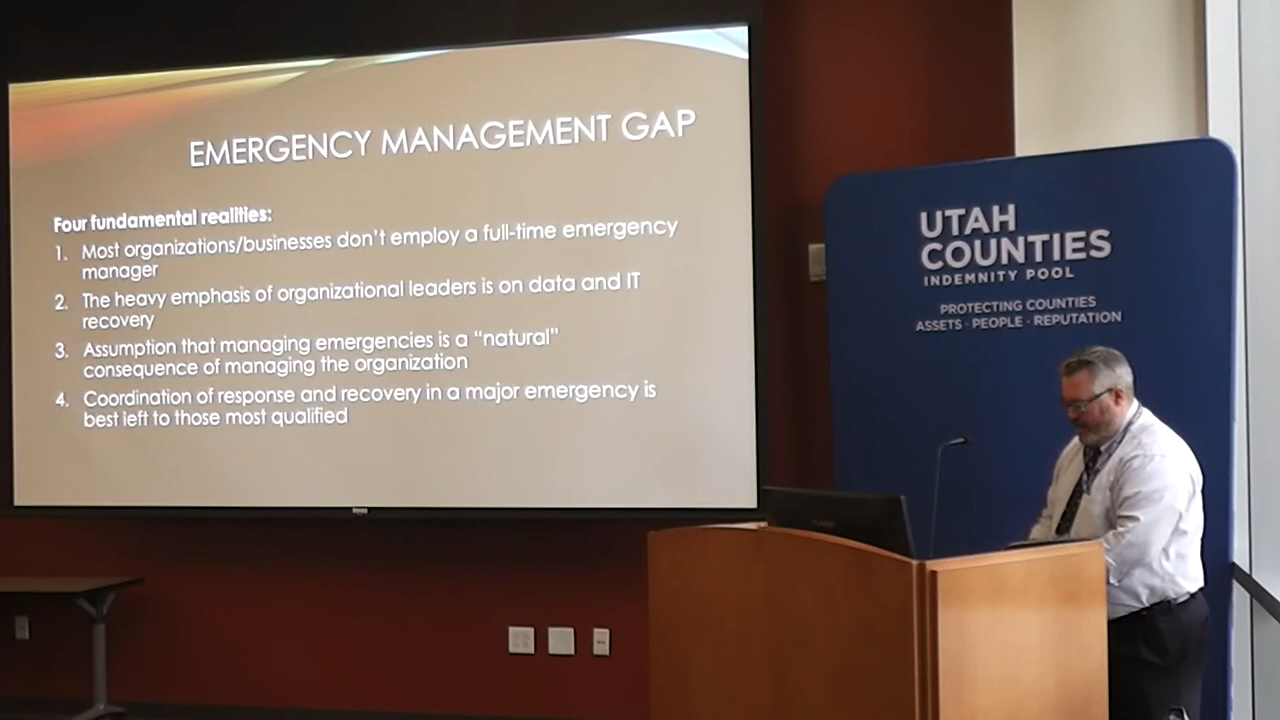 EMERGENCY MANAGEMENT GAP
Four fundamental realities:
1. Most organizations/businesses don't employ a full-time emergency
manager
2. The heavy emphasis of organizational leaders is on data and IT
recovery
3. Assumption that managing emergencies is a “natural”
consequence of managing the organization
4. Coordination of response and recovery in a major emergency is
best left to those most qualified
UTAH
COUNTIES
INDEMNITY POOL
PROTECTING COUNTIES
ASSETS · PEOPLE · REPUTATION